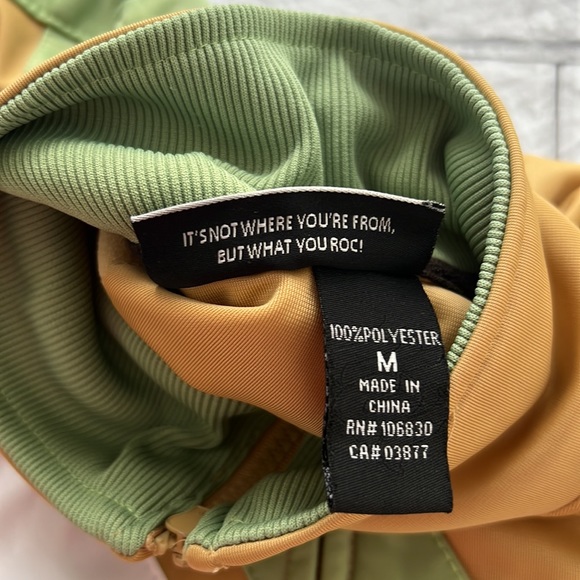 IT'S NOT WHERE YOU'RE FROM,
BUT WHAT YOU ROC!
100%POLYESTER
M
MADE IN
CHINA
RN# 106830
CA# 03877